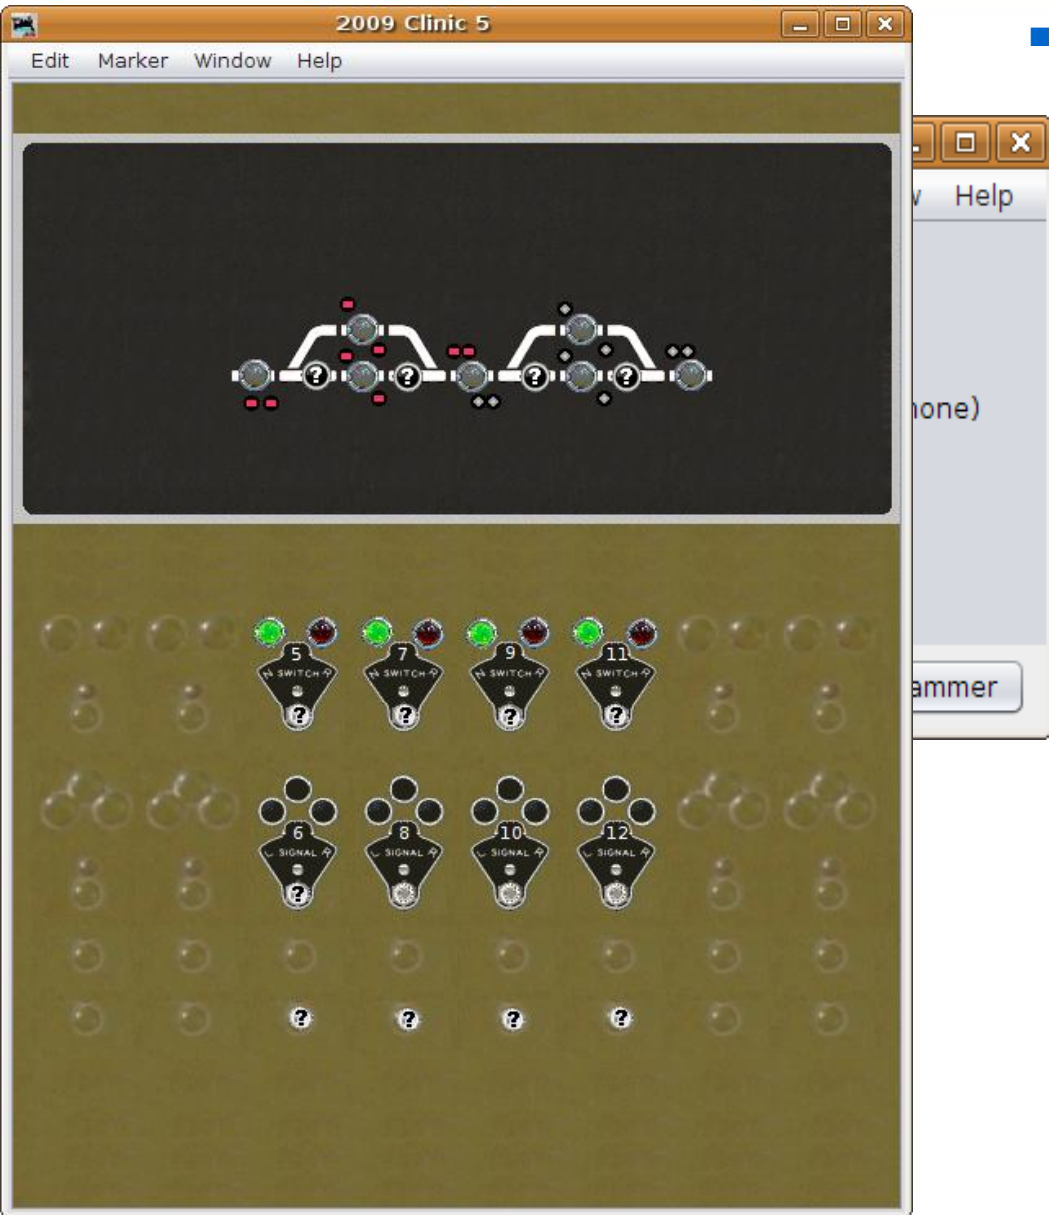 2009 Clinic 5
Edit Marker Window Help
Help
none)
ammer
5 7 9 11
N SWITCH R N SWITCH R N SWITCH R N SWITCH R
? ? ? ?
6 8 10 12
L SIGNAL R L SIGNAL R L SIGNAL R L SIGNAL R
?
? ? ? ?